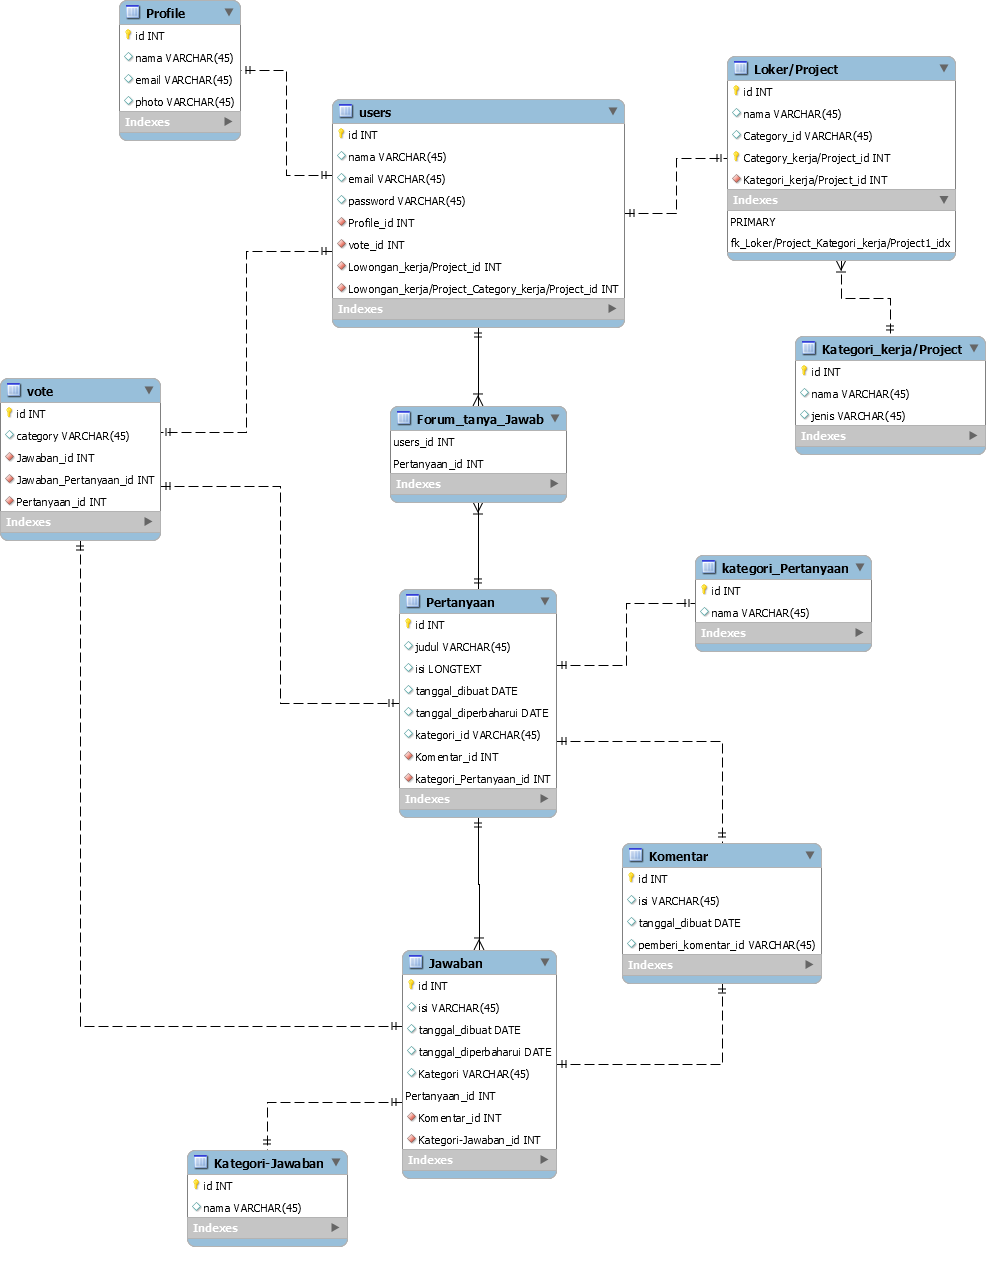 Profile
id INT
nama VARCHAR(45)
email VARCHAR(45)
photo VARCHAR(45)
Indexes
users
id INT
nama VARCHAR(45)
email VARCHAR(45)
password VARCHAR(45)
Profile_id INT
vote_id INT
Lowongan_kerja/Project_id INT
Lowongan_kerja/Project_Category_kerja/Project_id INT
Indexes
Loker/Project
id INT
nama VARCHAR(45)
Category_id VARCHAR(45)
Category_kerja/Project_id INT
Kategori_kerja/Project_id INT
Indexes
PRIMARY
fk_Loker/Project_Kategori_kerja/Project1_idx
Kategori_kerja/Project
id INT
nama VARCHAR(45)
jenis VARCHAR(45)
Indexes
vote
id INT
category VARCHAR(45)
Jawaban_id INT
Jawaban_Pertanyaan_id INT
Pertanyaan_id INT
Indexes
Forum_tanya_Jawab
users_id INT
Pertanyaan_id INT
Indexes
kategori_Pertanyaan
id INT
nama VARCHAR(45)
Indexes
Pertanyaan
id INT
judul VARCHAR(45)
isi LONGTEXT
tanggal_dibuat DATE
tanggal_diperbaharui DATE
kategori_id VARCHAR(45)
Komentar_id INT
kategori_Pertanyaan_id INT
Indexes
Komentar
id INT
isi VARCHAR(45)
tanggal_dibuat DATE
pemberi_komentar_id VARCHAR(45)
Indexes
Jawaban
id INT
isi VARCHAR(45)
tanggal_dibuat DATE
tanggal_diperbaharui DATE
Kategori VARCHAR(45)
Pertanyaan_id INT
Komentar_id INT
Kategori-Jawaban_id INT
Indexes
Kategori-Jawaban
id INT
nama VARCHAR(45)
Indexes